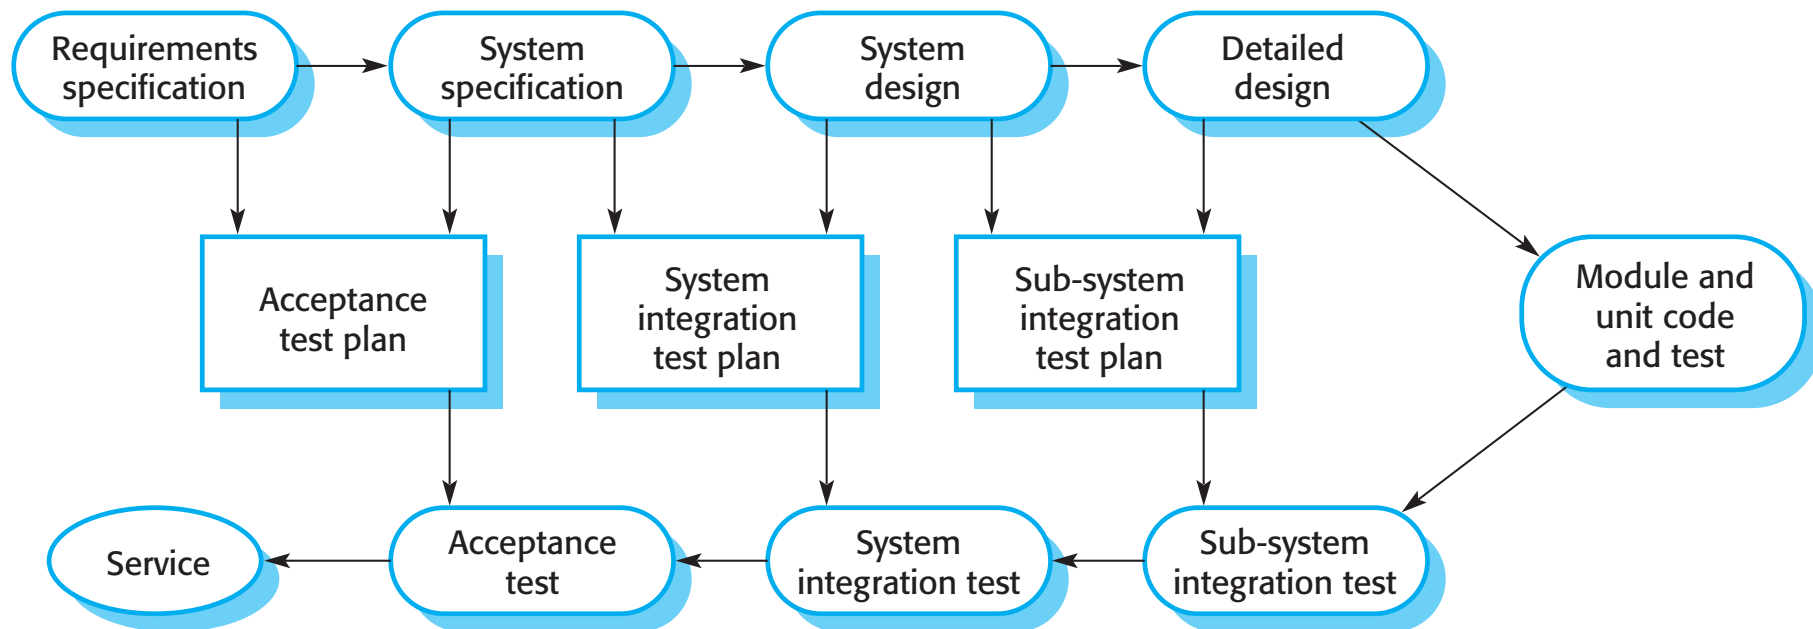 Requirements
specification
System
specification
System
design
Detailed
design
Acceptance
test plan
System
integration
test plan
Sub-system
integration
test plan
Module and
unit code
and test
Service
Acceptance
test
System
integration test
Sub-system
integration test